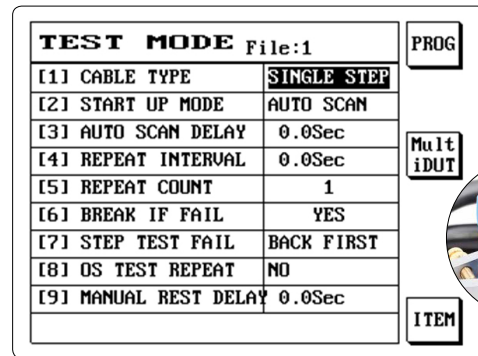 TEST MODE File:1
[1] CABLE TYPE SINGLE STEP
[2] START UP MODE AUTO SCAN
[3] AUTO SCAN DELAY 0.0Sec
[4] REPEAT INTERVAL 0.0Sec
[5] REPEAT COUNT 1
[6] BREAK IF FAIL YES
[7] STEP TEST FAIL BACK FIRST
[8] OS TEST REPEAT NO
[9] MANUAL REST DELAY 0.0Sec
PROG
Mult
iDUT
ITEM